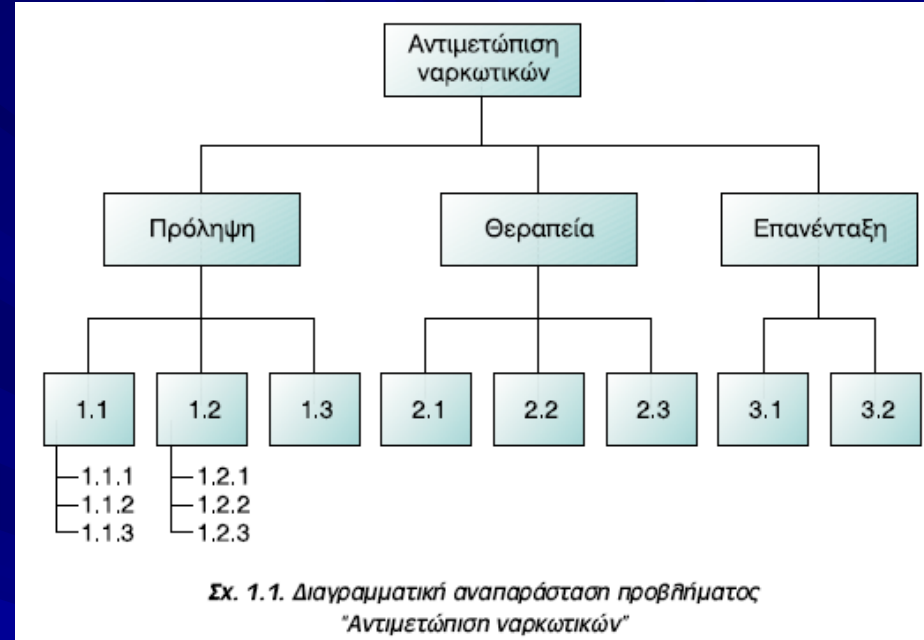 Αντιμετώπιση
ναρκωτικών
Πρόληψη
Θεραπεία
Επανένταξη
1.1
1.2
1.3
2.1
2.2
2.3
3.1
3.2
1.1.1
1.1.2
1.1.3
1.2.1
1.2.2
1.2.3
Σχ. 1.1. Διαγραμματική αναπαράσταση προβλήματος
"Αντιμετώπιση ναρκωτικών"